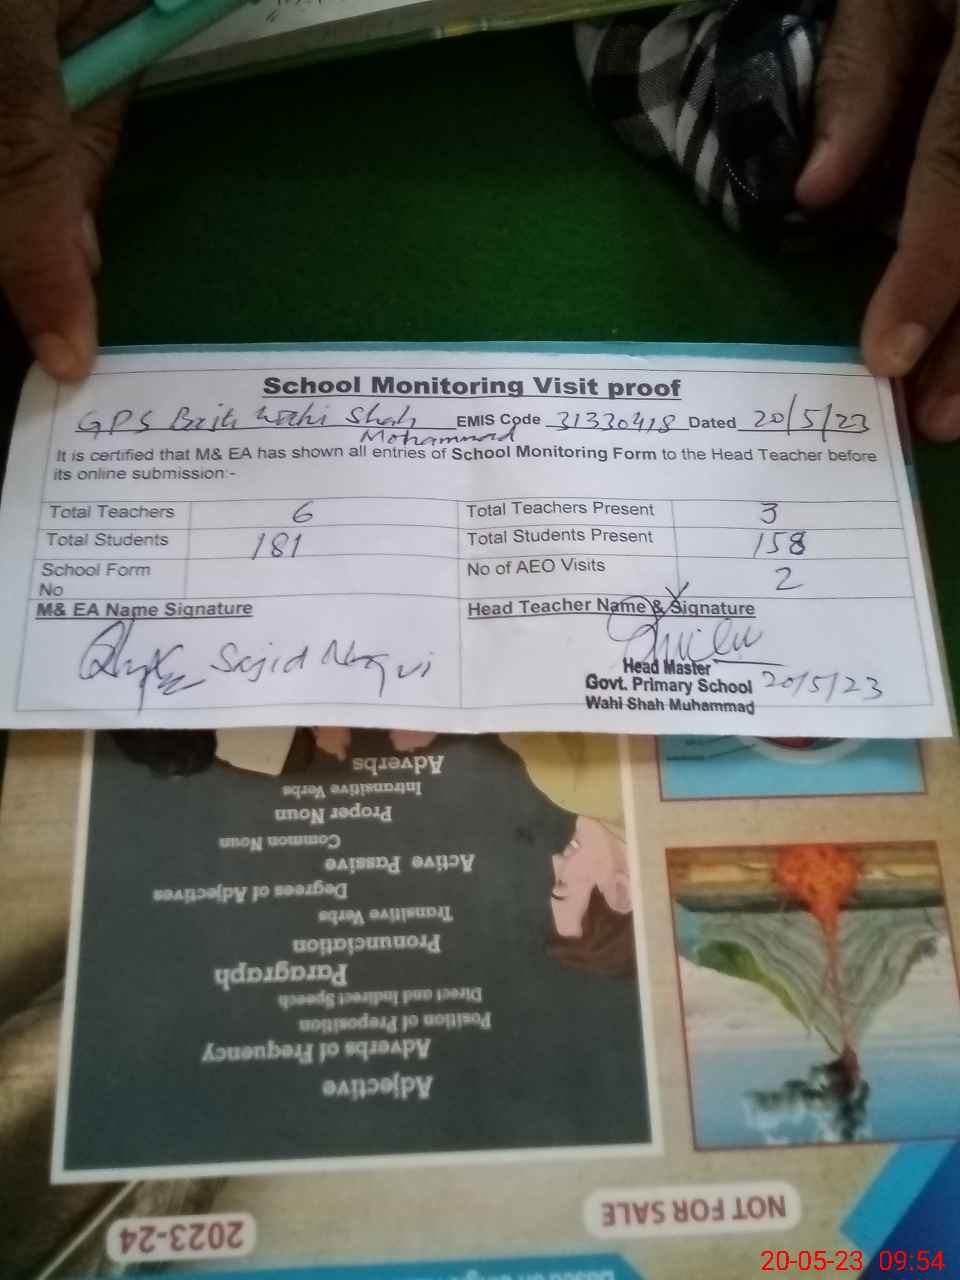 School Monitoring Visit proof
GPS Basti Wahi Shah EMIS Code 31330418 Dated 20/5/23
Mohammad
It is certified that M& EA has shown all entries of School Monitoring Form to the Head Teacher before
its online submission:-
Total Teachers 6 Total Teachers Present 3
Total Students 181 Total Students Present 158
School Form No No of AEO Visits 2
M& EA Name Signature Head Teacher Name & Signature
Sajid Naqvi
Head Master
Govt. Primary School 20/5/23
Wahi Shah Muhammad
Adverbs
Intransitive Verbs
Proper Noun
Common Noun
Active Passive
Degrees of Adjectives
Transitive Verbs
Pronunciation
Paragraph
Direct and Indirect Speech
Position of Preposition
Adverbs of Frequency
Adjective
NOT FOR SALE
2023-24
20-05-23 09:54